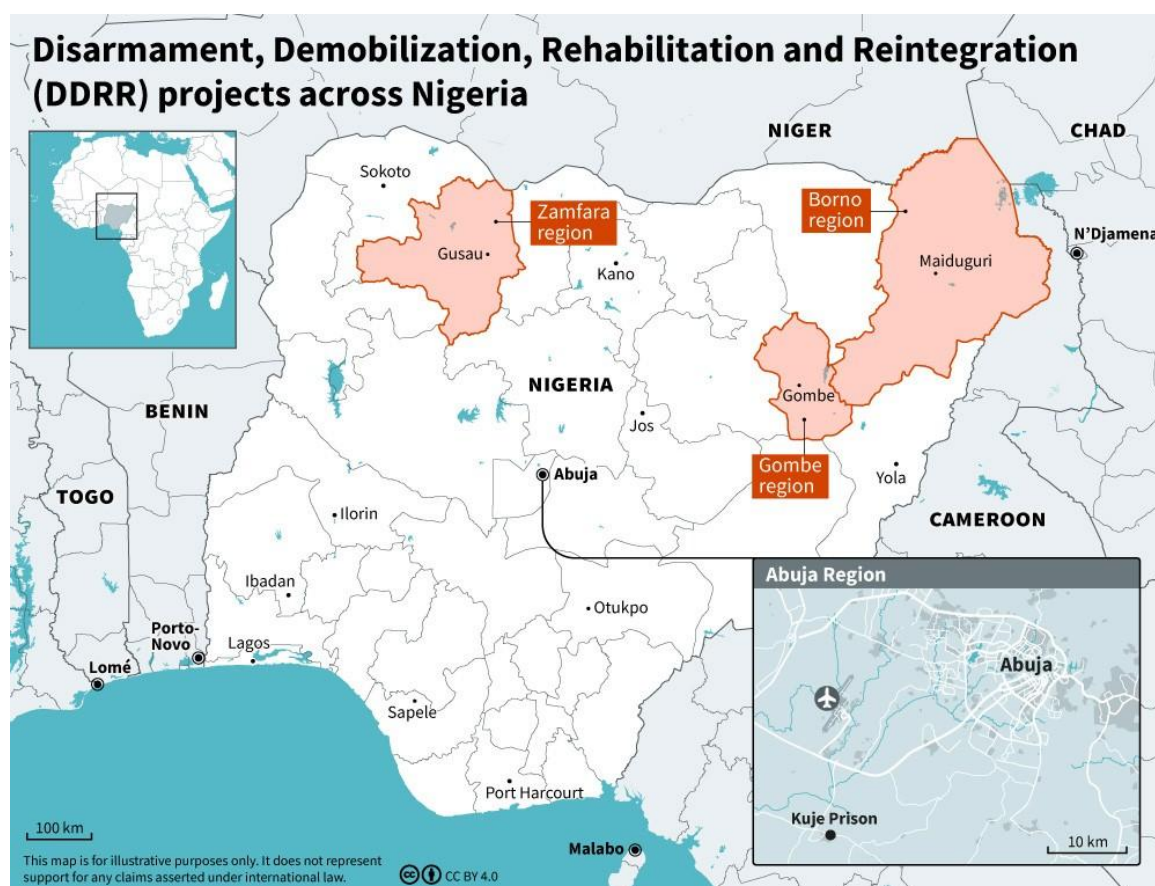 Disarmament, Demobilization, Rehabilitation and Reintegration
(DDRR) projects across Nigeria
NIGER
CHAD
Sokoto
Zamfara
region
Borno
region
N'Djamena
Gusau
Kano
Maiduguri
NIGERIA
BENIN
Gombe
Jos
Gombe
region
Abuja
Yola
TOGO
Ilorin
CAMEROON
Ibadan
Otukpo
Porto-
Novo
Lagos
Lomé
Sapele
Port Harcourt
Malabo
Abuja Region
Abuja
Kuje Prison
10 km
100 km
This map is for illustrative purposes only. It does not represent
support for any claims asserted under international law.
cc CC BY 4.0